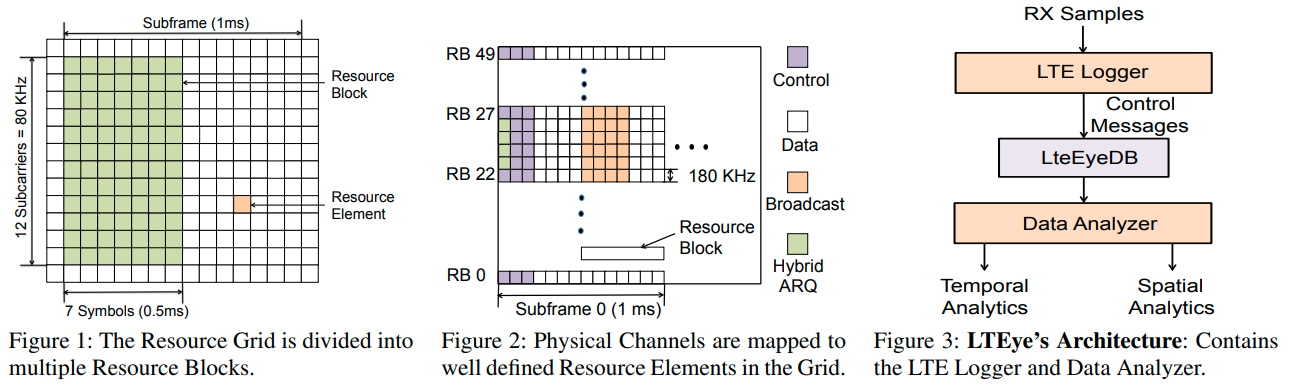 Subframe (1ms)
12 Subcarriers = 80 KHz
Resource
Block
Resource
Element
7 Symbols (0.5ms)
Figure 1: The Resource Grid is divided into
multiple Resource Blocks.
RB 49
RB 27
RB 22
RB 0
180 KHz
Resource
Block
Subframe 0 (1 ms)
Control
Data
Broadcast
Hybrid
ARQ
Figure 2: Physical Channels are mapped to
well defined Resource Elements in the Grid.
RX Samples
LTE Logger
Control
Messages
LteEyeDB
Data Analyzer
Temporal
Analytics
Spatial
Analytics
Figure 3: LTEye's Architecture: Contains
the LTE Logger and Data Analyzer.